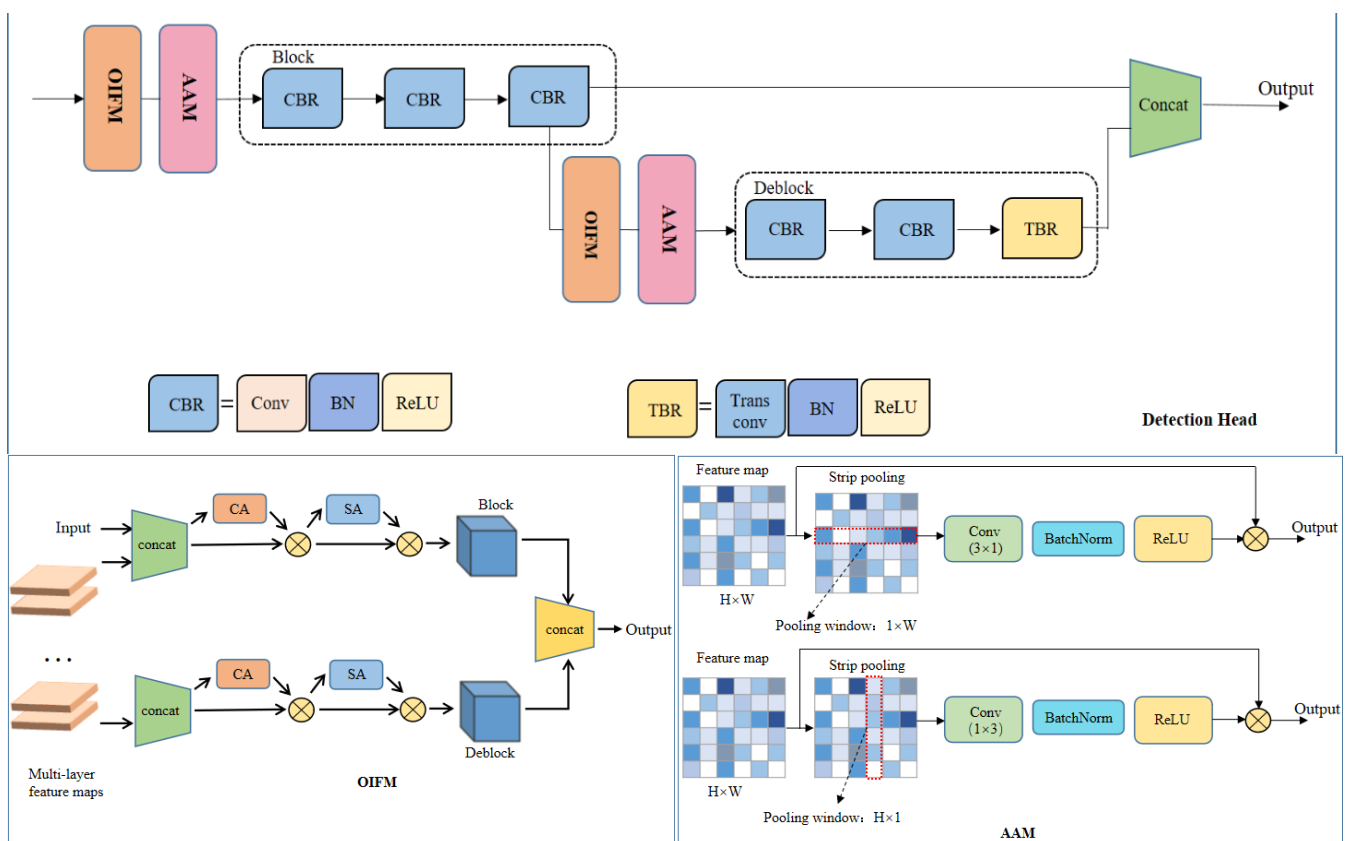 Block
OIFM
AAM
CBR
CBR
CBR
Concat
Output
OIFM
AAM
Deblock
CBR
CBR
TBR
CBR
=
Conv
BN
ReLU
TBR
=
Trans
conv
BN
ReLU
Detection Head
Input
concat
CA
SA
Block
concat
Output
...
concat
CA
SA
Deblock
Multi-layer
feature maps
OIFM
Feature map
Strip pooling
Conv
(3×1)
BatchNorm
ReLU
Output
H×W
Pooling window：1×W
Feature map
Strip pooling
Conv
(1×3)
BatchNorm
ReLU
Output
H×W
Pooling window：H×1
AAM